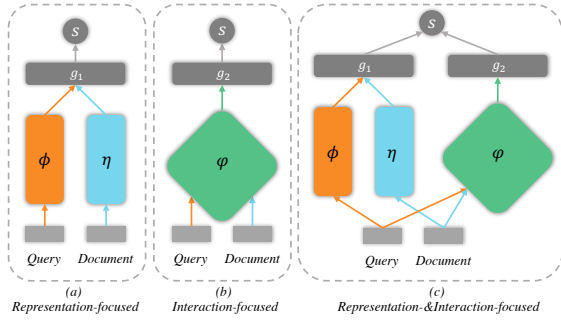 S
g1
ϕ
η
Query
Document
(a)
Representation-focused
S
g2
φ
Query
Document
(b)
Interaction-focused
S
g1
g2
ϕ
η
φ
Query
Document
(c)
Representation-&Interaction-focused